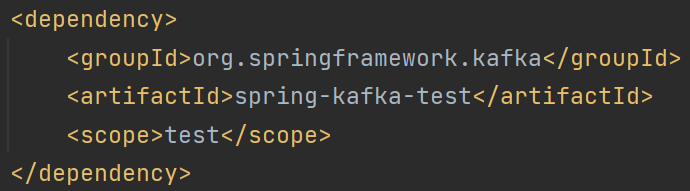 <dependency>
    <groupId>org.springframework.kafka</groupId>
    <artifactId>spring-kafka-test</artifactId>
    <scope>test</scope>
</dependency>